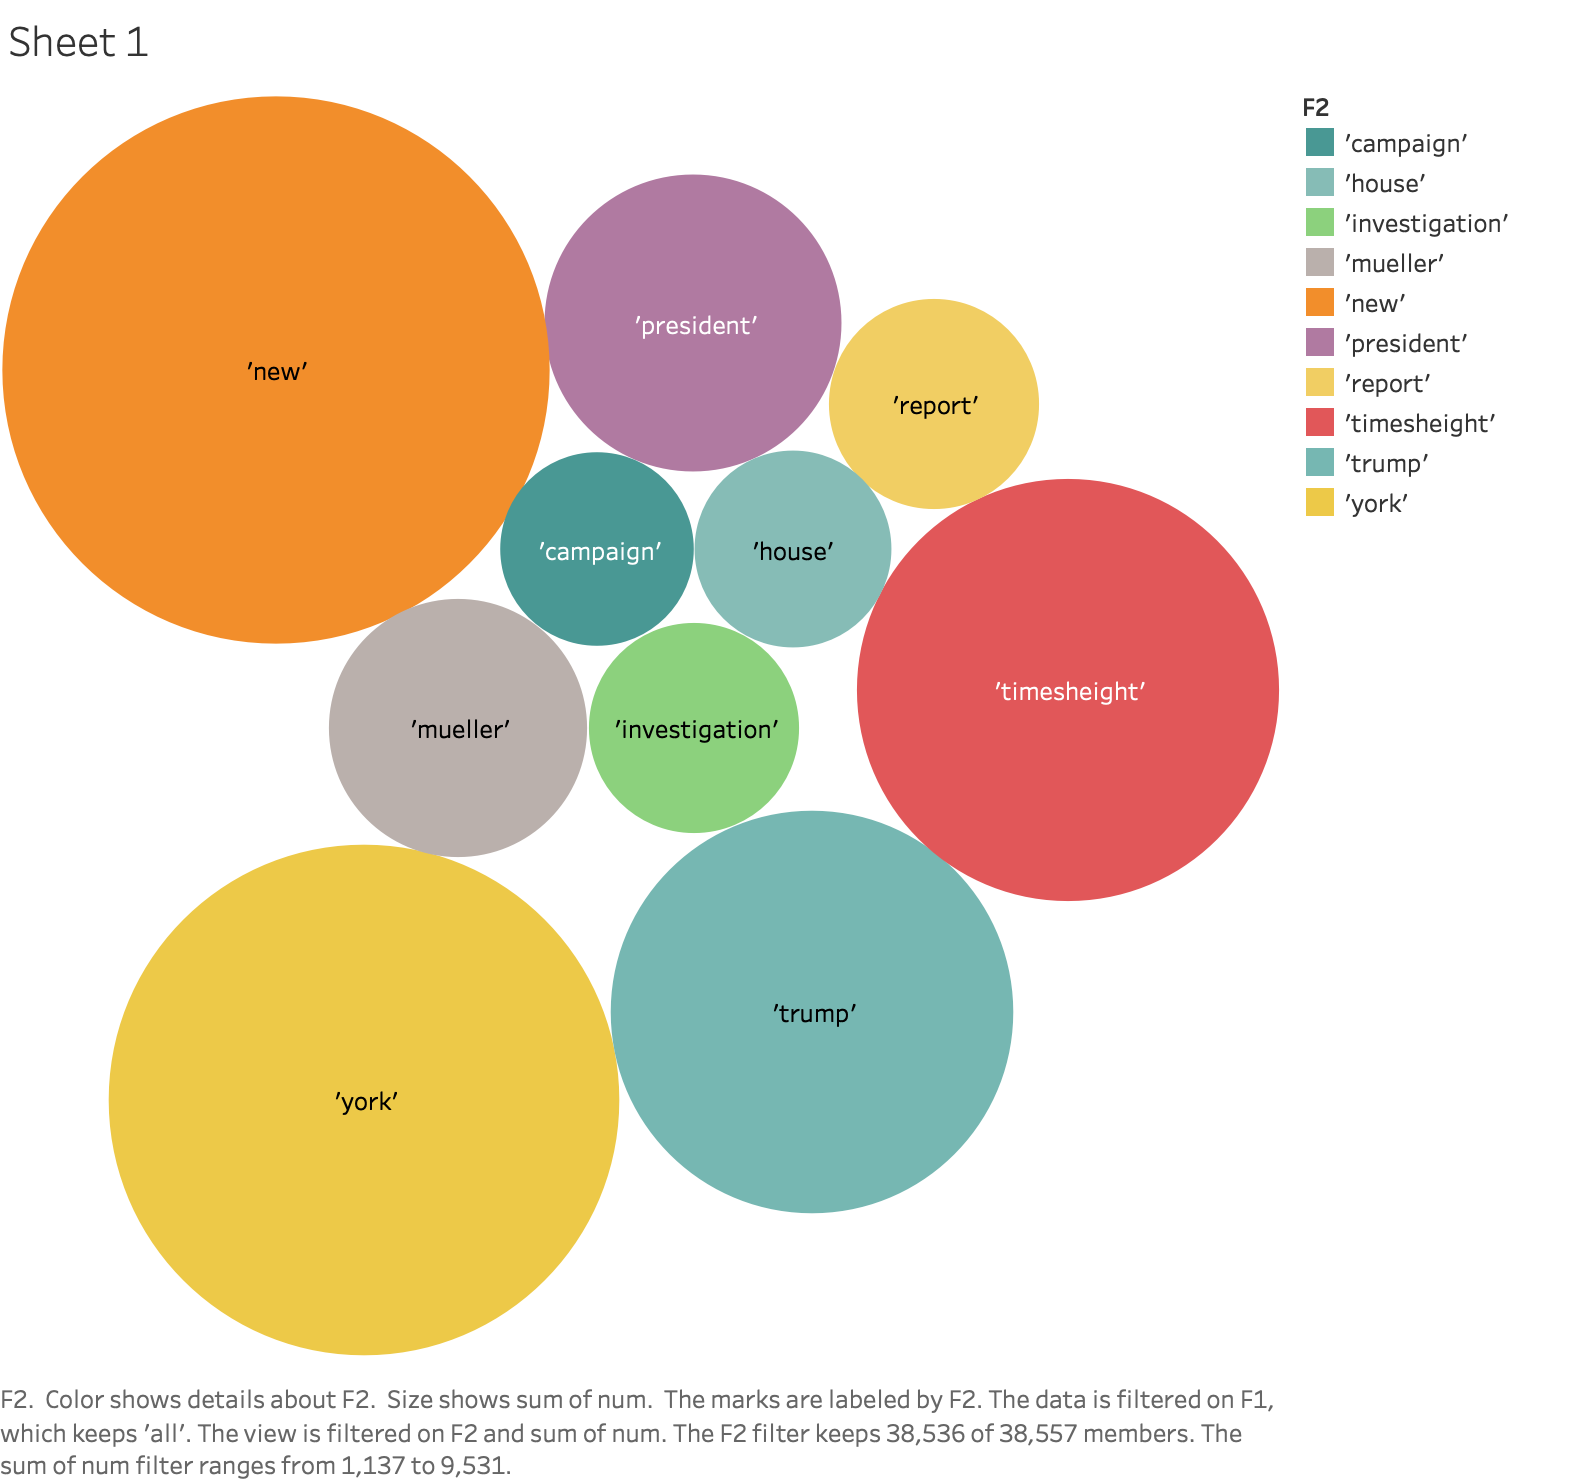 Sheet 1
F2
'campaign'
'house'
'investigation'
'mueller'
'new'
'president'
'report'
'timesheight'
'trump'
'york'
'president'
'new'
'report'
'campaign'
'house'
'timesheight'
'mueller'
'investigation'
'trump'
'york'
F2.  Color shows details about F2.  Size shows sum of num.  The marks are labeled by F2. The data is filtered on F1,
which keeps 'all'. The view is filtered on F2 and sum of num. The F2 filter keeps 38,536 of 38,557 members. The
sum of num filter ranges from 1,137 to 9,531.